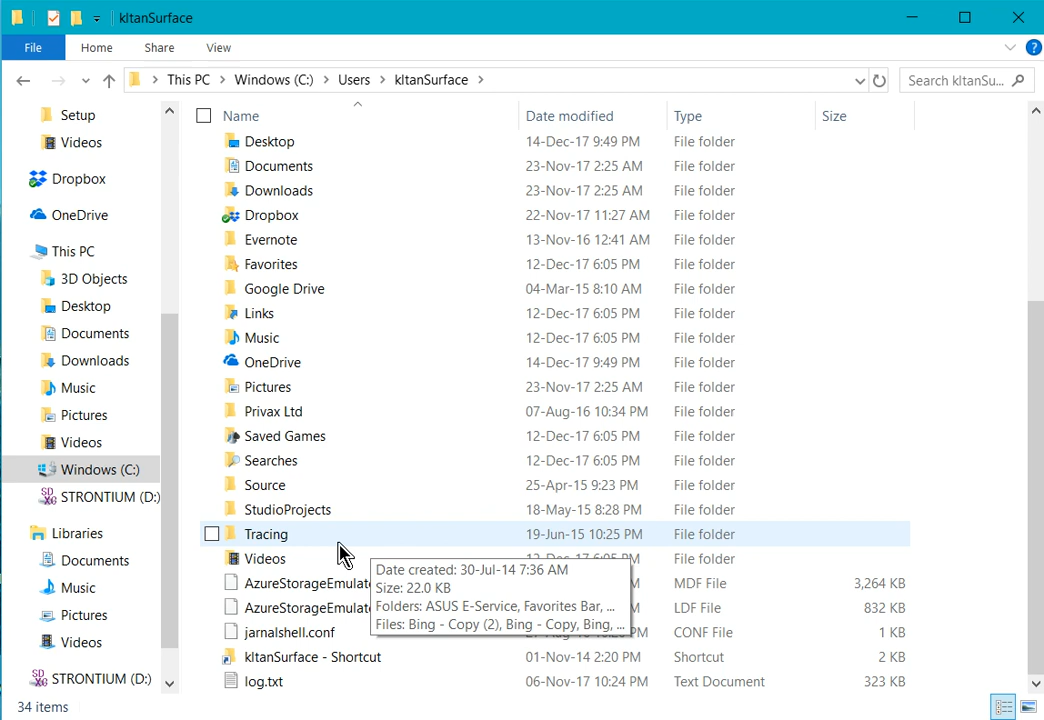 kltanSurface
File Home Share View
This PC Windows (C:) Users kltanSurface Search kltanSu...
Setup
Videos
Dropbox
OneDrive
This PC
3D Objects
Desktop
Documents
Downloads
Music
Pictures
Videos
Windows (C:)
STRONTIUM (D:)
Libraries
Documents
Music
Pictures
Videos
STRONTIUM (D:)
Name Date modified Type Size
Desktop 14-Dec-17 9:49 PM File folder
Documents 23-Nov-17 2:25 AM File folder
Downloads 23-Nov-17 2:25 AM File folder
Dropbox 22-Nov-17 11:27 AM File folder
Evernote 13-Nov-16 12:41 AM File folder
Favorites 12-Dec-17 6:05 PM File folder
Google Drive 04-Mar-15 8:10 AM File folder
Links 12-Dec-17 6:05 PM File folder
Music 12-Dec-17 6:05 PM File folder
OneDrive 14-Dec-17 9:49 PM File folder
Pictures 23-Nov-17 2:25 AM File folder
Privax Ltd 07-Aug-16 10:34 PM File folder
Saved Games 12-Dec-17 6:05 PM File folder
Searches 12-Dec-17 6:05 PM File folder
Source 25-Apr-15 9:23 PM File folder
StudioProjects 18-May-15 8:28 PM File folder
Tracing 19-Jun-15 10:25 PM File folder
Videos 12-Dec-17 6:05 PM File folder
AzureStorageEmulat M MDF File 3,264 KB
AzureStorageEmulat M LDF File 832 KB
jarnalshell.conf PM CONF File 1 KB
kltanSurface - Shortcut 01-Nov-14 2:20 PM Shortcut 2 KB
log.txt 06-Nov-17 10:24 PM Text Document 323 KB
Date created: 30-Jul-14 7:36 AM
Size: 22.0 KB
Folders: ASUS E-Service, Favorites Bar, ...
Files: Bing - Copy (2), Bing - Copy, Bing, ...
34 items